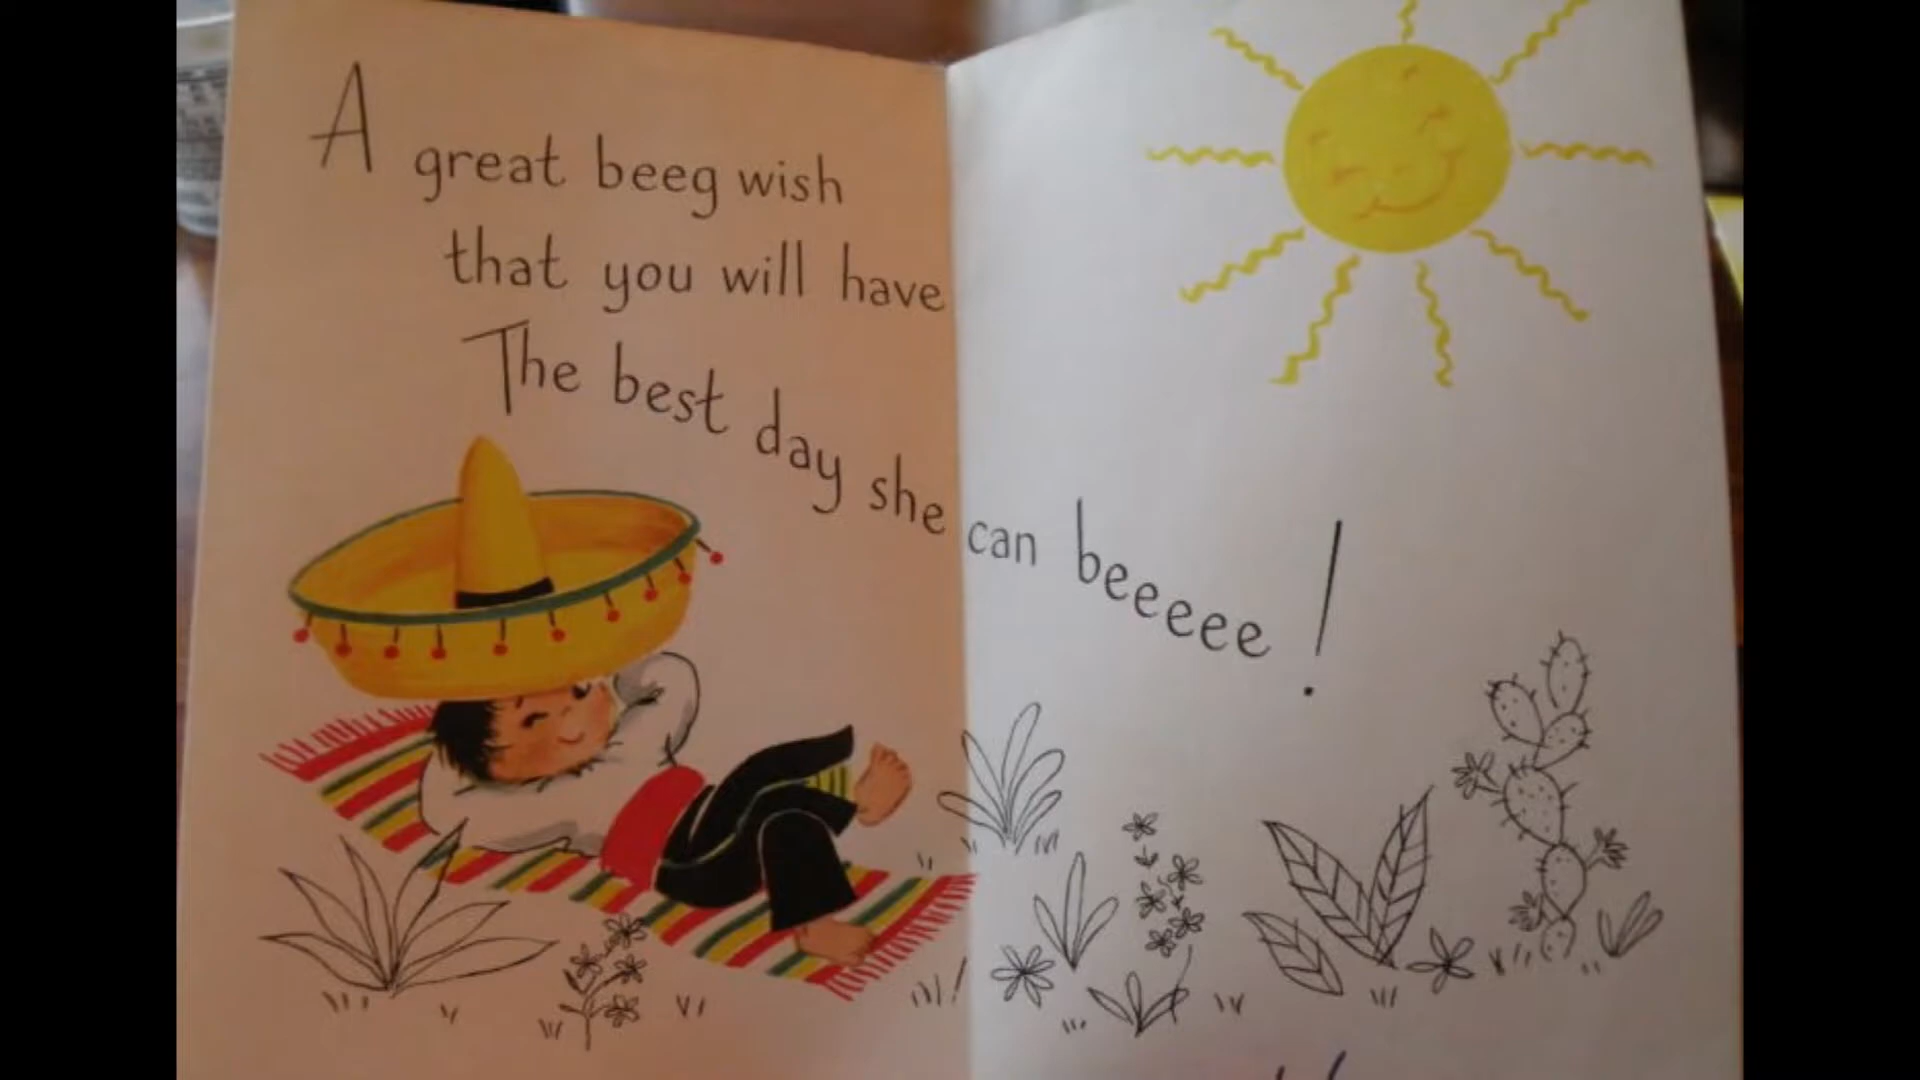 A great beeg wish
that you will have
The best day she can beeeee!